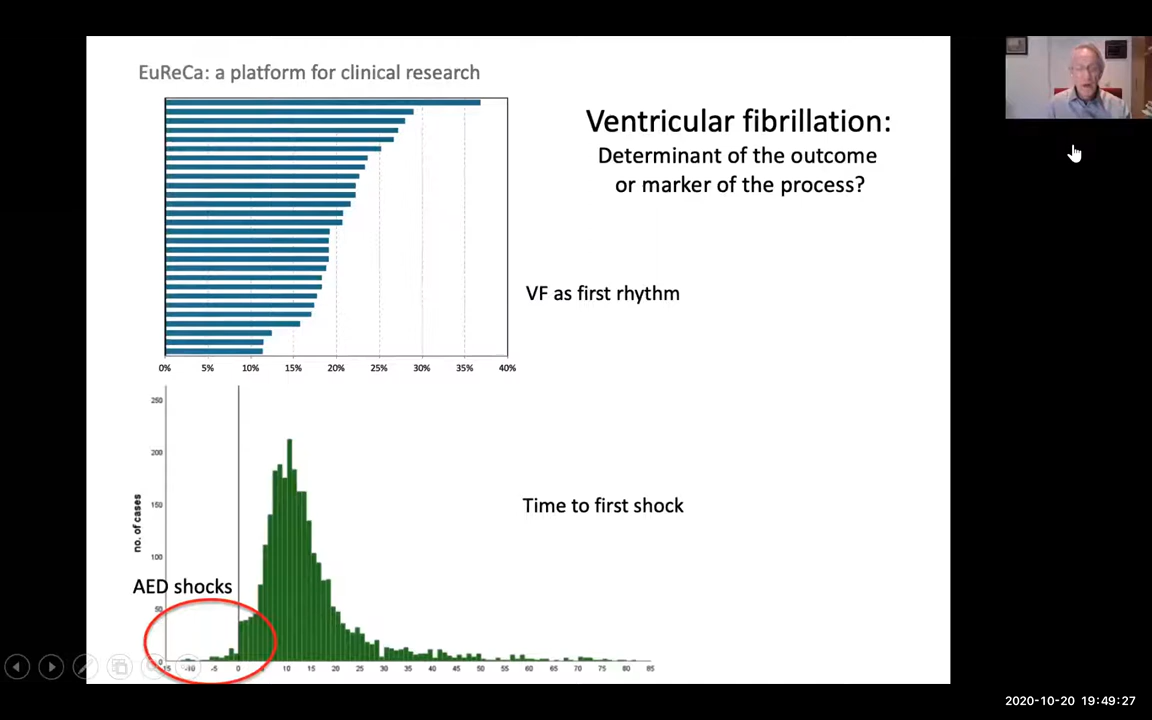 EuReCa: a platform for clinical research
Ventricular fibrillation:
Determinant of the outcome
or marker of the process?
VF as first rhythm
0% 5% 10% 15% 20% 25% 30% 35% 40%
250
200
150
100
50
0
no. of cases
Time to first shock
AED shocks
-10 -5 0 5 10 15 20 25 30 35 40 45 50 55 60 65 70 75 80 85
2020-10-20 19:49:27